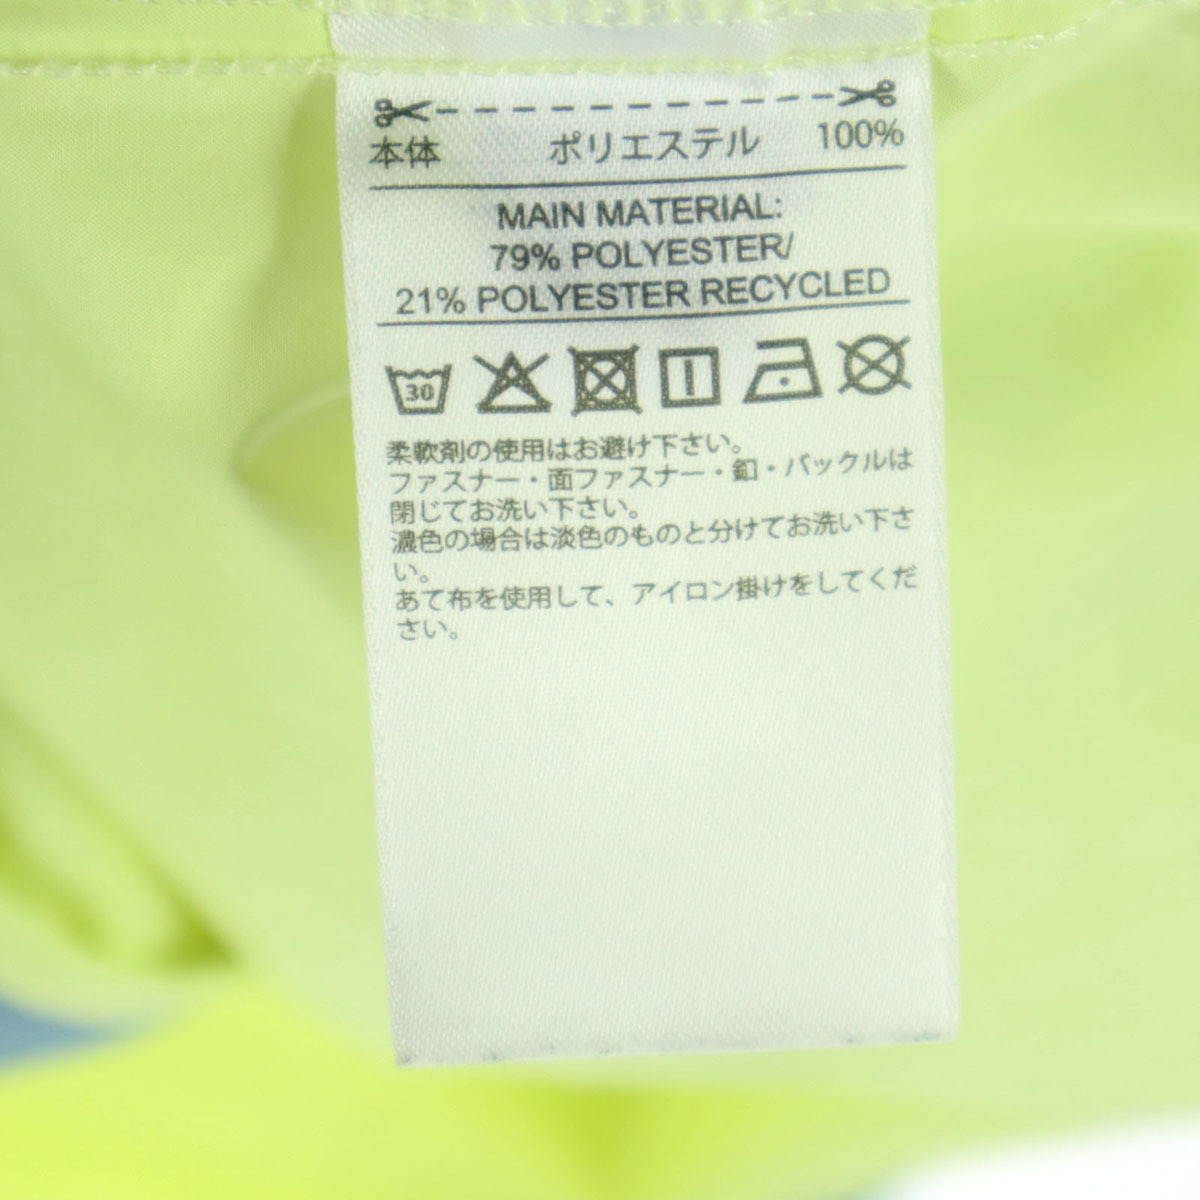 本体 ポリエステル 100%
MAIN MATERIAL:
79% POLYESTER/
21% POLYESTER RECYCLED
30
柔軟剤の使用はお避け下さい。
ファスナー・面ファスナー・釦・バックルは
閉じてお洗い下さい。
濃色の場合は淡色のものと分けてお洗い下さ
い。
あて布を使用して、アイロン掛けをしてくだ
さい。